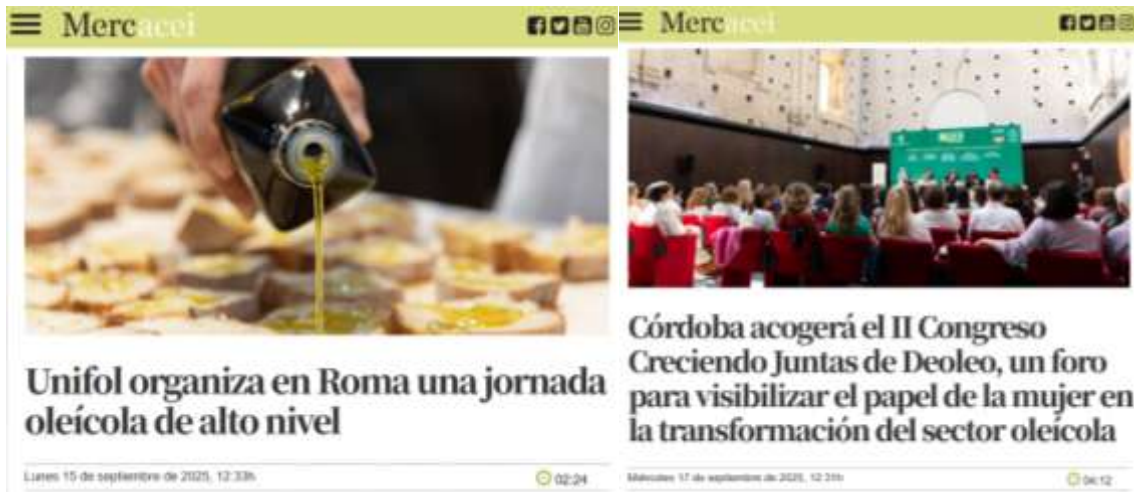 Mercacei
Unifol organiza en Roma una jornada
oleícola de alto nivel
Lunes 15 de septiembre de 2025, 12:33h
02:24
Mercacei
Córdoba acogerá el II Congreso
Creciendo Juntas de Deoleo, un foro
para visibilizar el papel de la mujer en
la transformación del sector oleícola
Miércoles 17 de septiembre de 2025, 12:31h
04:12